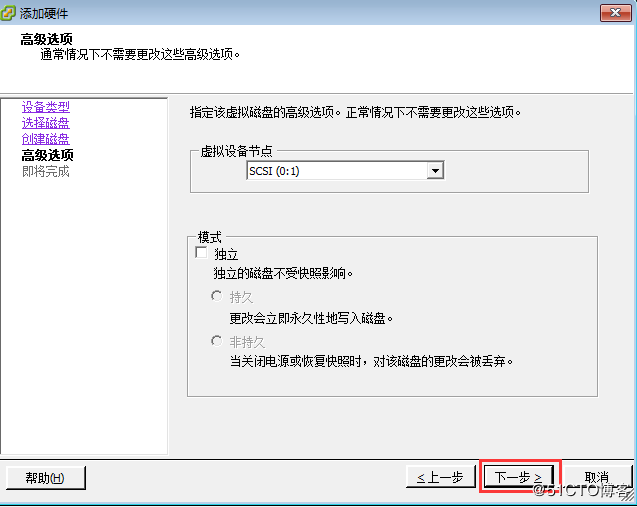 添加硬件
高级选项
通常情况下不需要更改这些高级选项。
设备类型
选择磁盘
创建磁盘
高级选项
即将完成
指定该虚拟磁盘的高级选项。正常情况下不需要更改这些选项。
虚拟设备节点
SCSI (0:1)
模式
独立
独立的磁盘不受快照影响。
持久
更改会立即永久性地写入磁盘。
非持久
当关闭电源或恢复快照时，对该磁盘的更改会被丢弃。
帮助(H)
≤上一步
下一步 ≥
取消
@51CTO博客